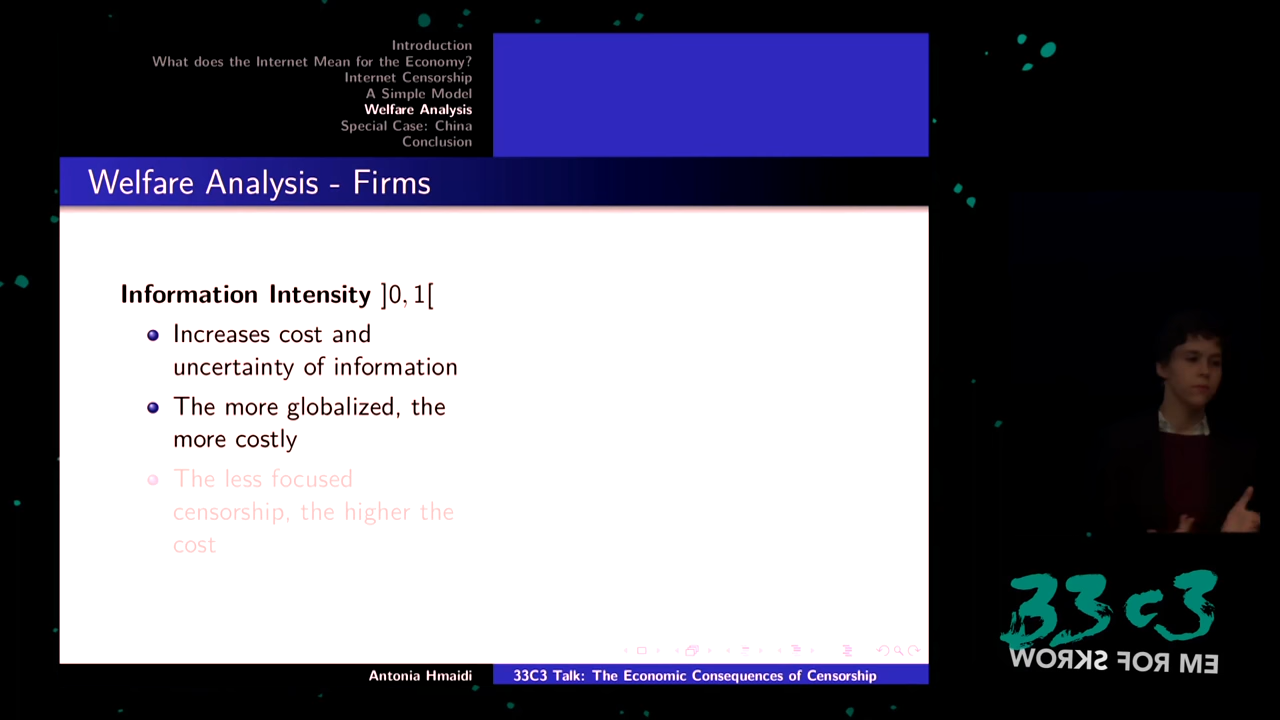 Introduction
What does the Internet Mean for the Economy?
Internet Censorship
A Simple Model
Welfare Analysis
Special Case: China
Conclusion
Welfare Analysis - Firms
Information Intensity ]0, 1[
Increases cost and
uncertainty of information
The more globalized, the
more costly
The less focused
censorship, the higher the
cost
Antonia Hmaidi
33C3 Talk: The Economic Consequences of Censorship
33c3
WORKS FOR ME